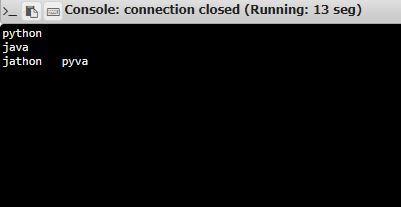 >_ Console: connection closed (Running: 13 seg)
python
java
jathon   pyva